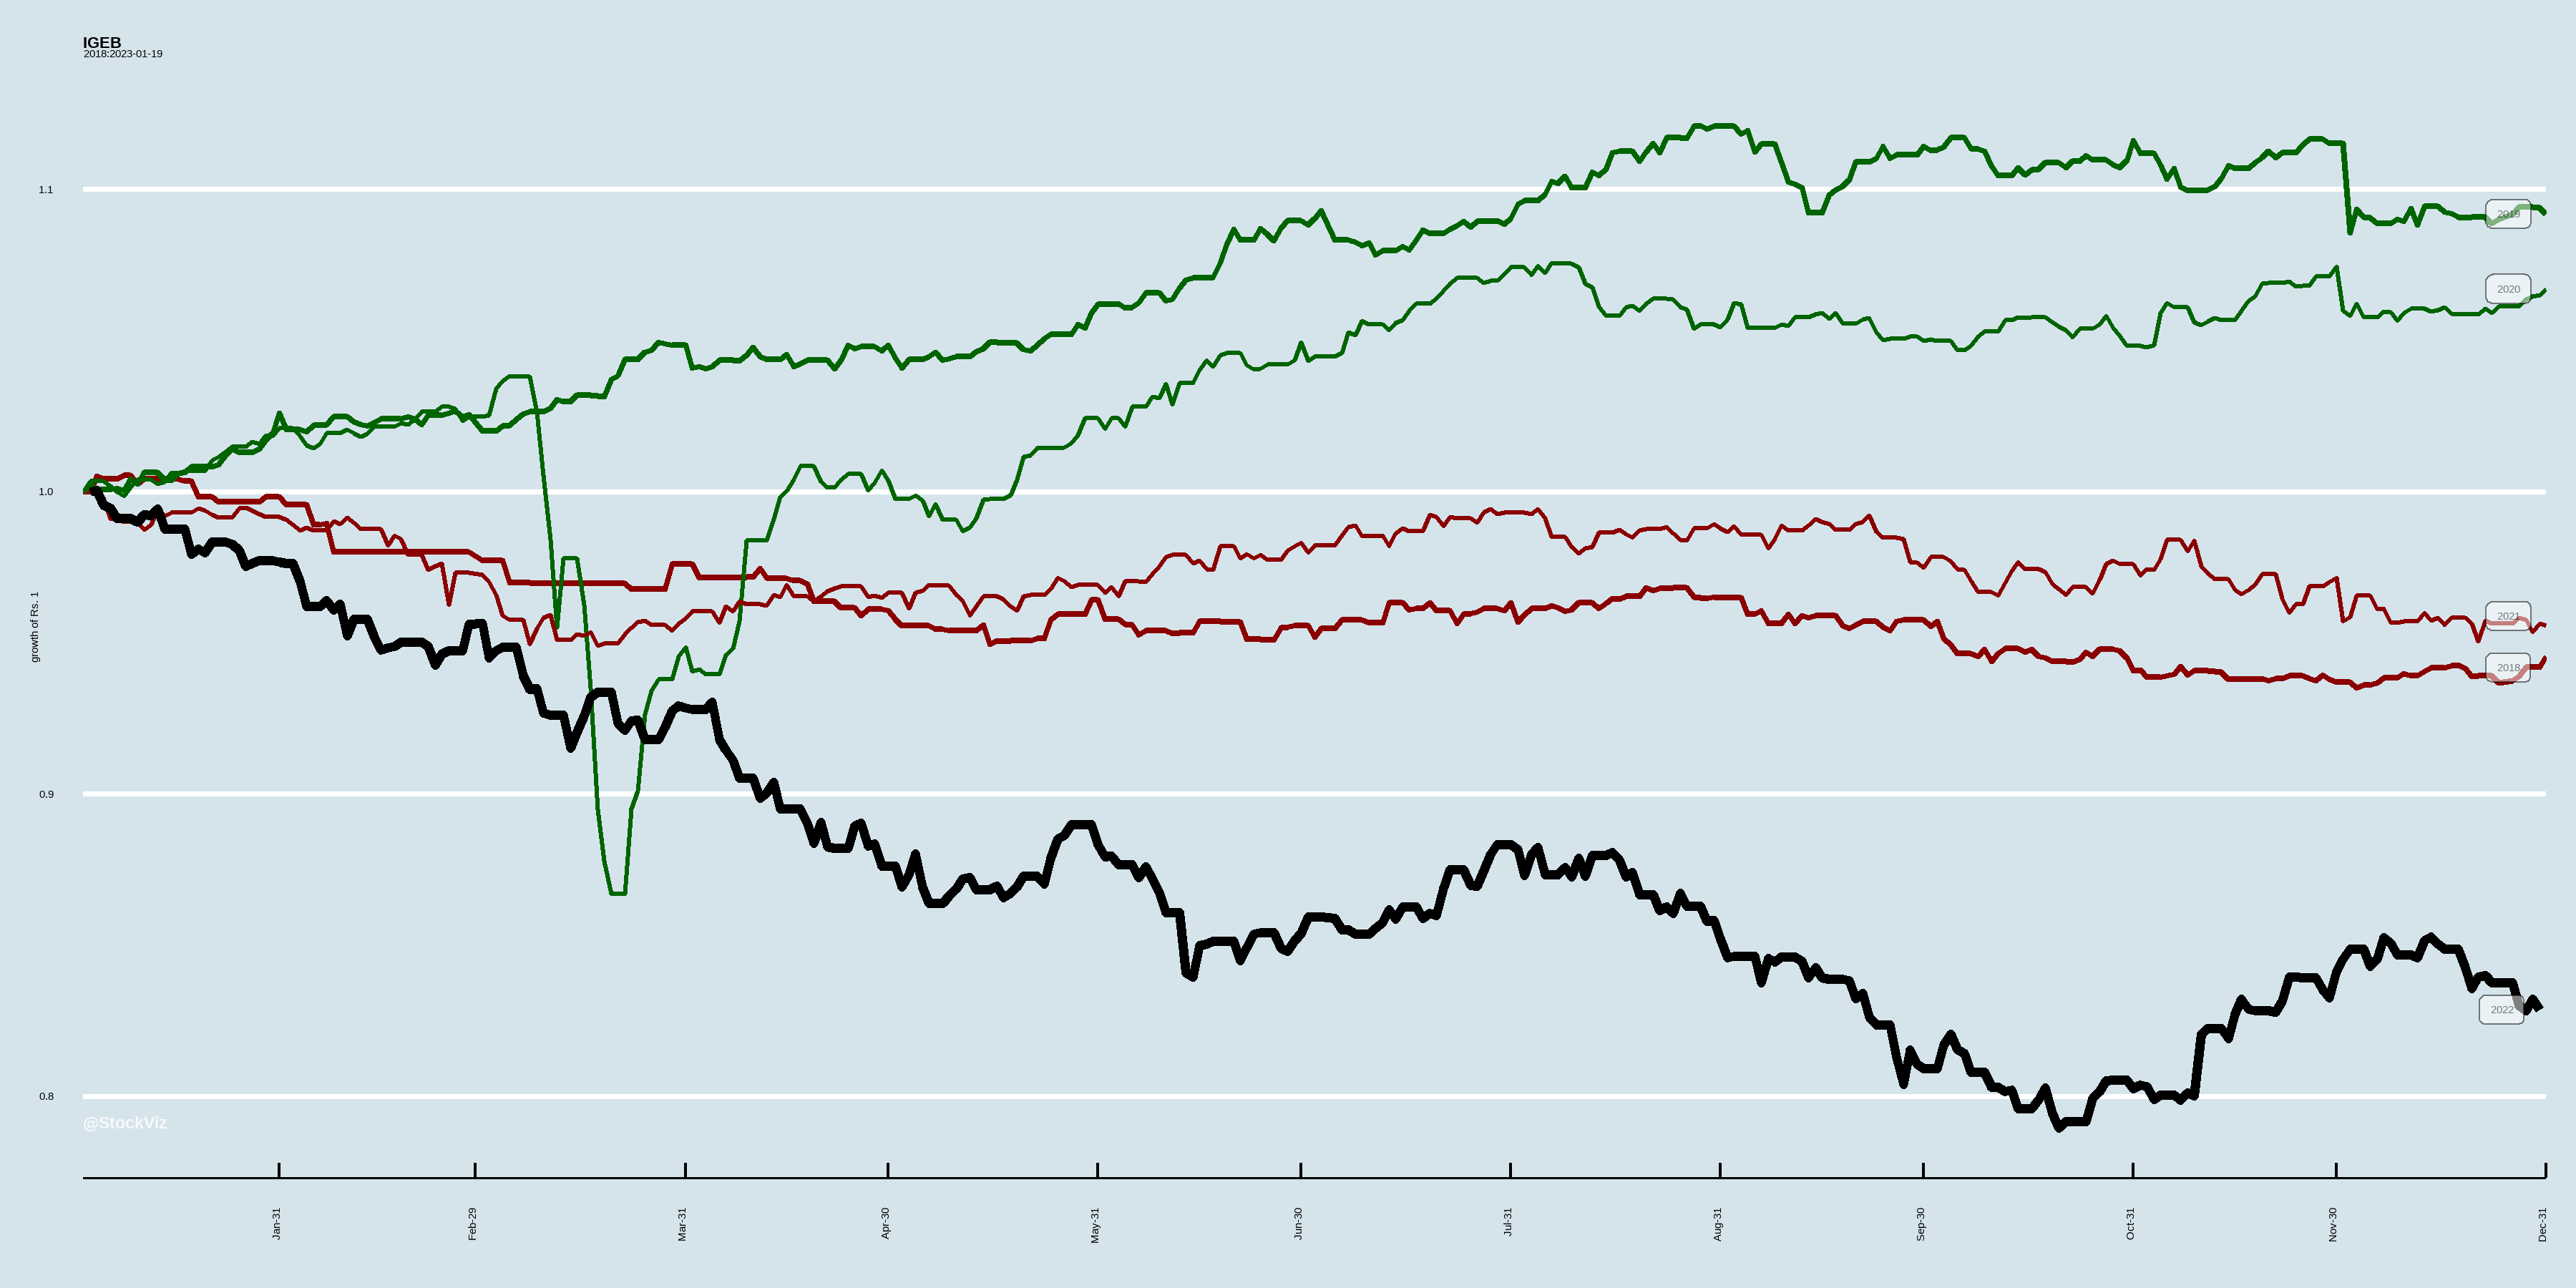 IGEB
2018:2023-01-19
1.1
2019
2020
1.0
growth of Rs. 1
2021
2018
0.9
2022
0.8
@StockViz
Jan-31
Feb-29
Mar-31
Apr-30
May-31
Jun-30
Jul-31
Aug-31
Sep-30
Oct-31
Nov-30
Dec-31